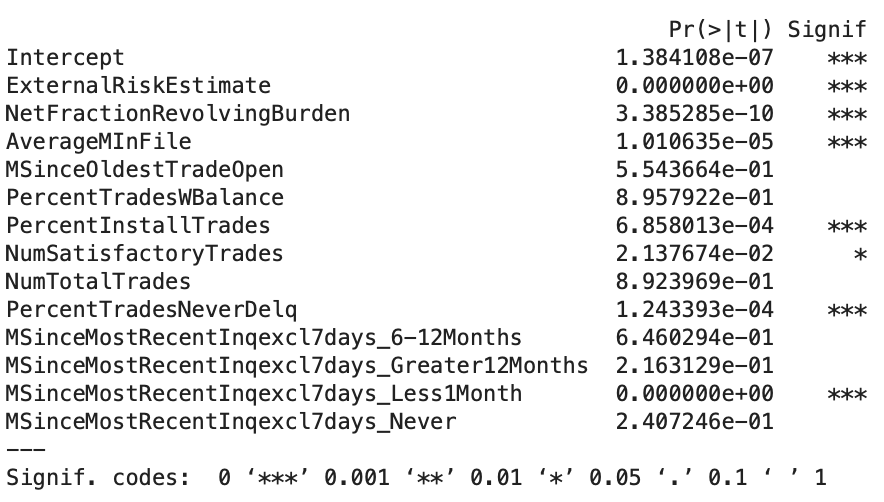 Pr(>|t|) Signif
Intercept 1.384108e-07 ***
ExternalRiskEstimate 0.000000e+00 ***
NetFractionRevolvingBurden 3.385285e-10 ***
AverageMInFile 1.010635e-05 ***
MSinceOldestTradeOpen 5.543664e-01
PercentTradesWBalance 8.957922e-01
PercentInstallTrades 6.858013e-04 ***
NumSatisfactoryTrades 2.137674e-02 *
NumTotalTrades 8.923969e-01
PercentTradesNeverDelq 1.243393e-04 ***
MSinceMostRecentInqexcl7days_6-12Months 6.460294e-01
MSinceMostRecentInqexcl7days_Greater12Months 2.163129e-01
MSinceMostRecentInqexcl7days_Less1Month 0.000000e+00 ***
MSinceMostRecentInqexcl7days_Never 2.407246e-01
---
Signif. codes:  0 ‘***’ 0.001 ‘**’ 0.01 ‘*’ 0.05 ‘.’ 0.1 ‘ ’ 1